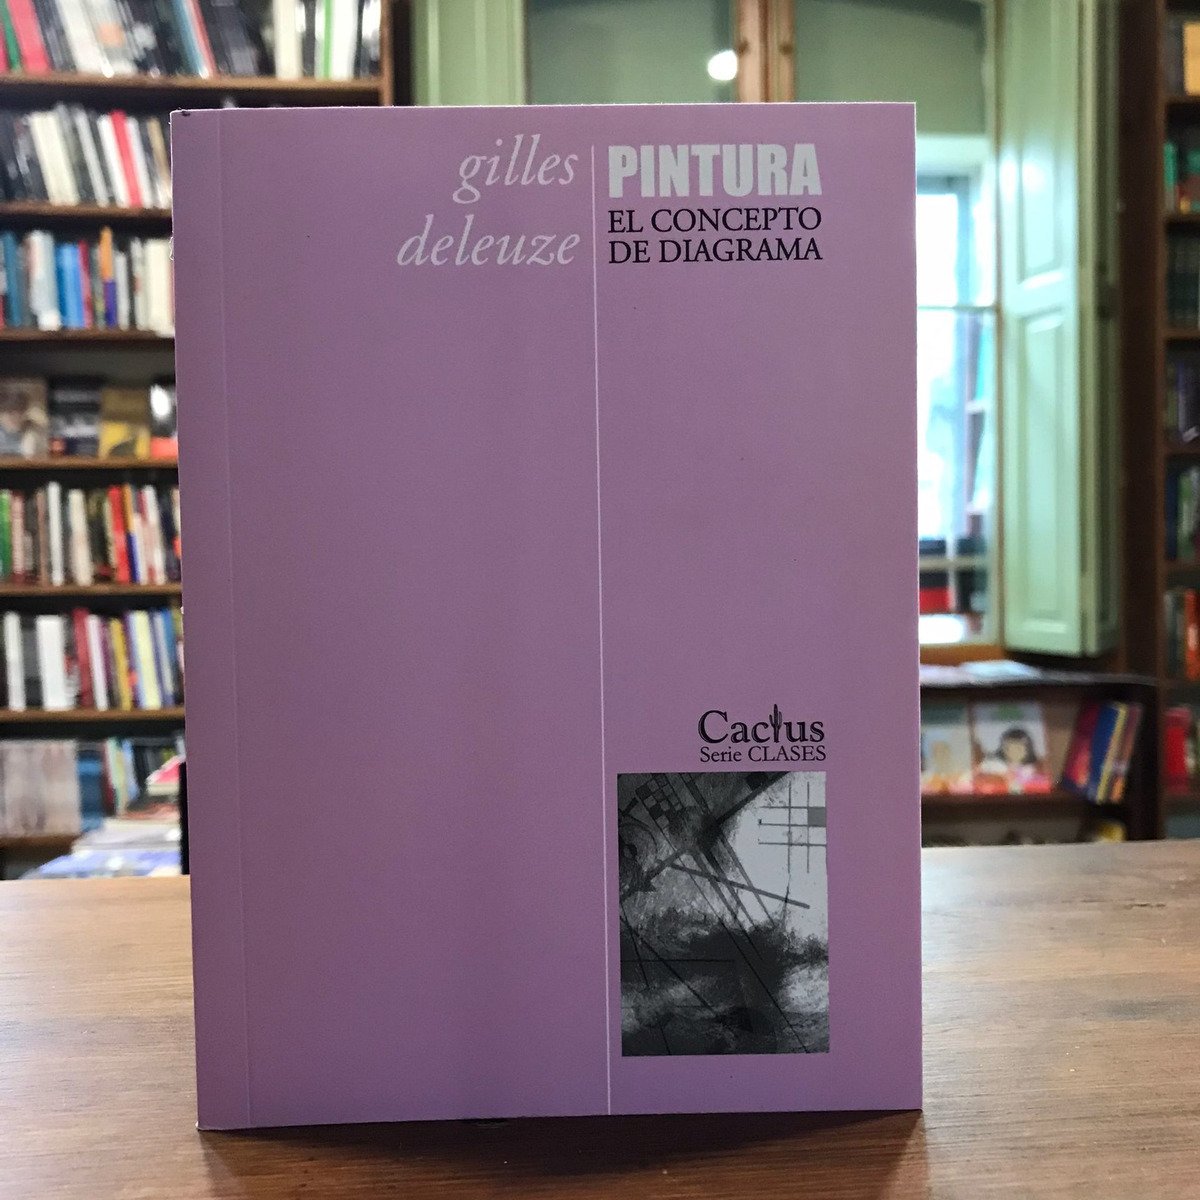 gilles
deleuze
PINTURA
EL CONCEPTO
DE DIAGRAMA
Cactus
Serie CLASES